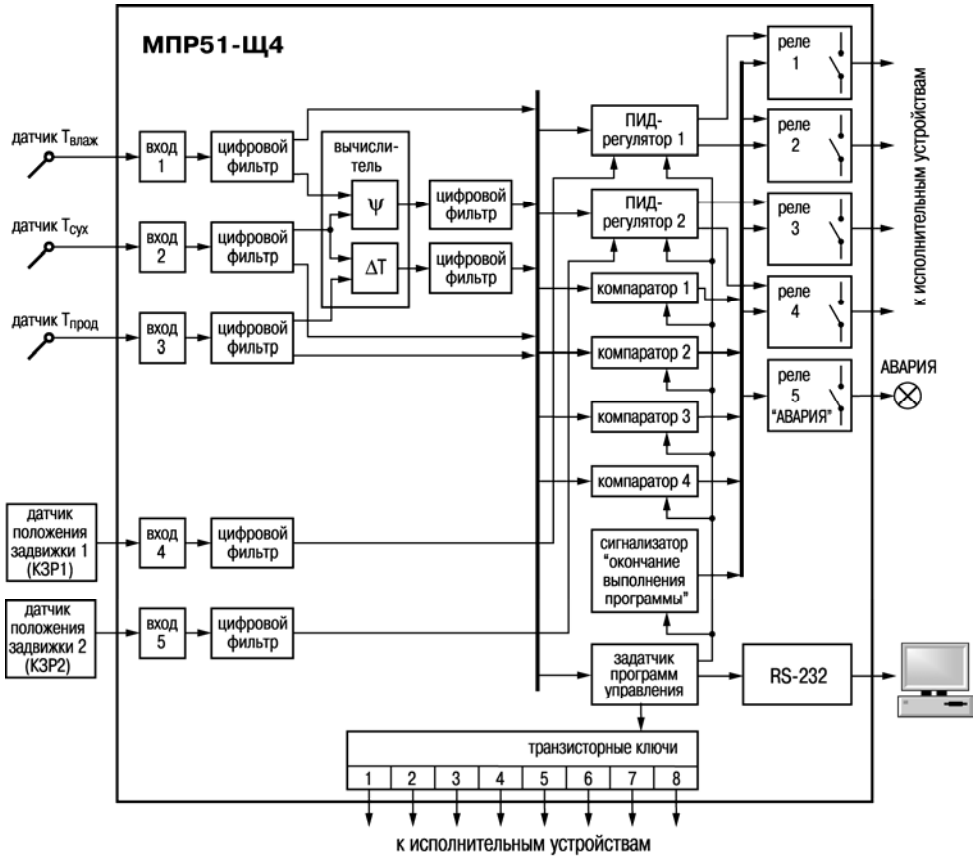 МПР51-Щ4
датчик Tвлаж
вход
1
цифровой
фильтр
датчик Tсух
вход
2
цифровой
фильтр
датчик Tпрод
вход
3
цифровой
фильтр
вычисли-
тель
ψ
ΔT
цифровой
фильтр
цифровой
фильтр
датчик
положения
задвижки 1
(КЗР1)
вход
4
цифровой
фильтр
датчик
положения
задвижки 2
(КЗР2)
вход
5
цифровой
фильтр
ПИД-
регулятор 1
ПИД-
регулятор 2
компаратор 1
компаратор 2
компаратор 3
компаратор 4
сигнализатор
"окончание
выполнения
программы"
задатчик
программ
управления
реле
1
реле
2
реле
3
реле
4
реле
5
"АВАРИЯ"
к исполнительным устройствам
АВАРИЯ
RS-232
транзисторные ключи
1 2 3 4 5 6 7 8
к исполнительным устройствам